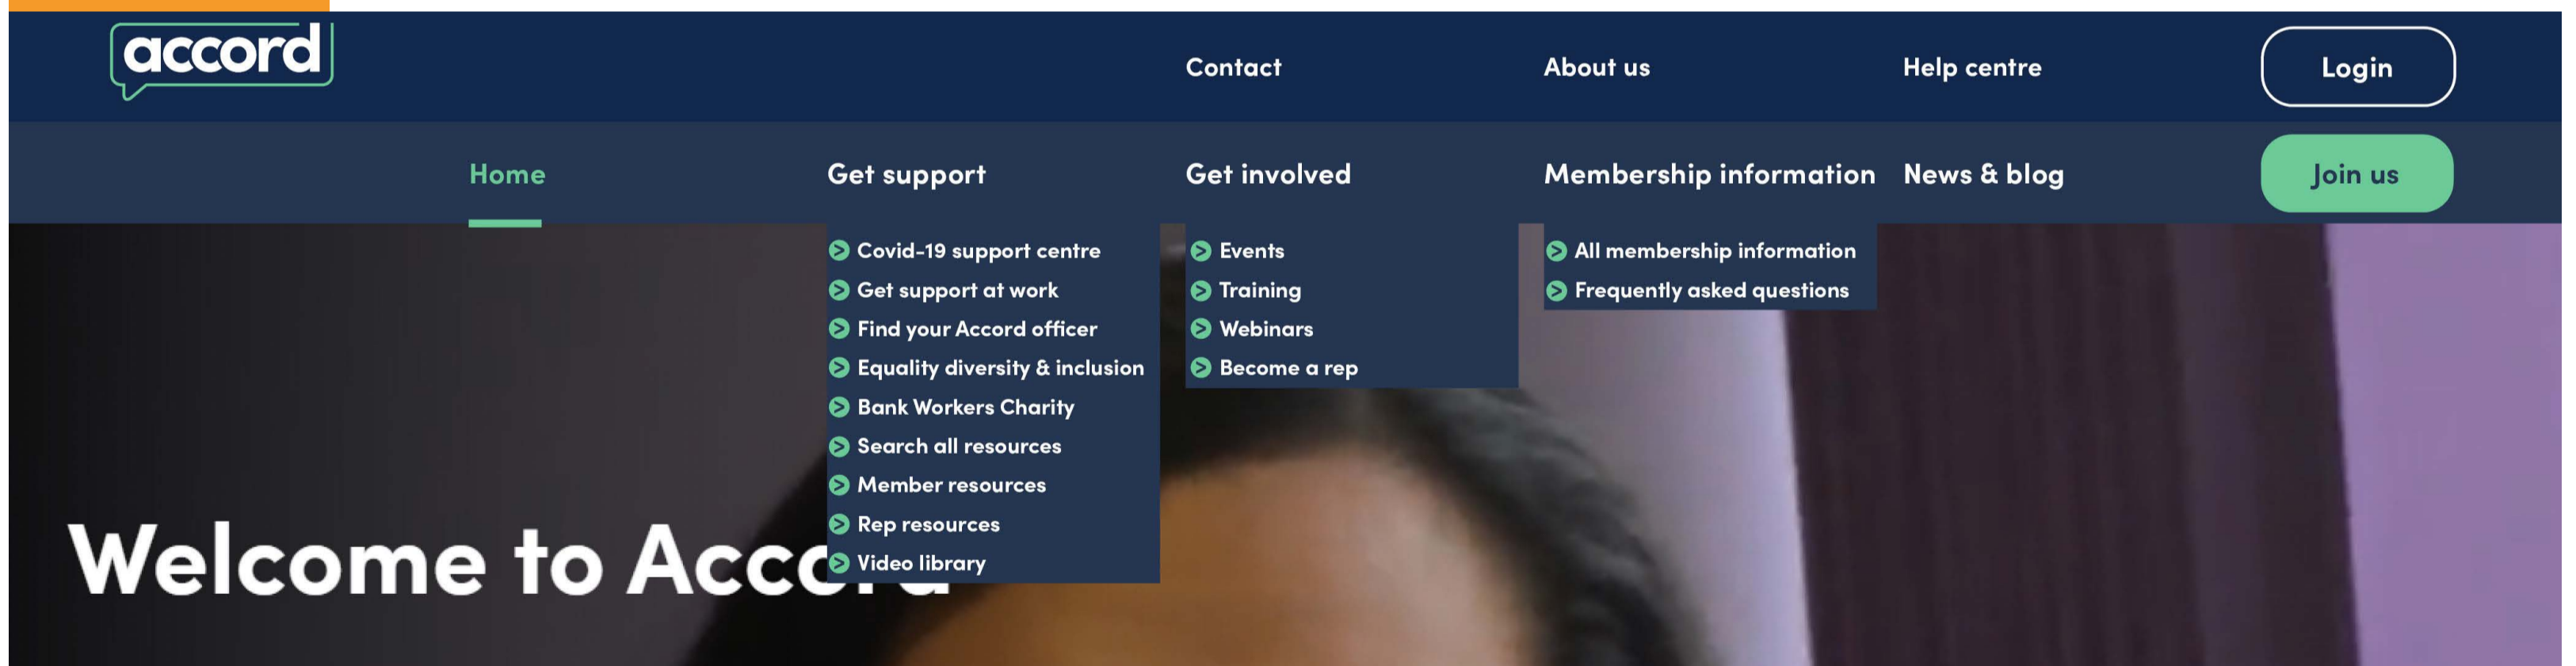 accord
Contact
About us
Help centre
Login
Home
Get support
Get involved
Membership information
News & blog
Join us
Covid-19 support centre
Get support at work
Find your Accord officer
Equality diversity & inclusion
Bank Workers Charity
Search all resources
Member resources
Rep resources
Video library
Events
Training
Webinars
Become a rep
All membership information
Frequently asked questions
Welcome to Accord